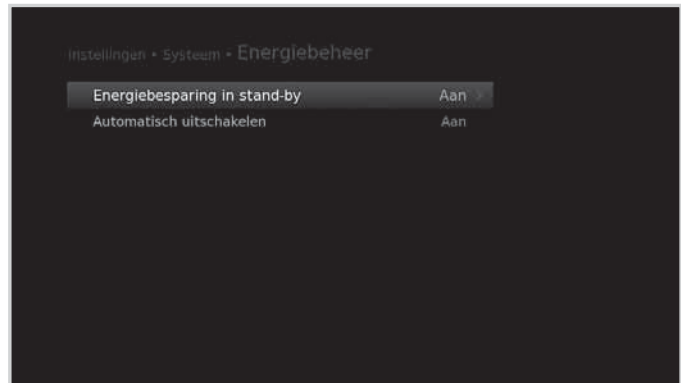 Instellingen • Systeem • Energiebeheer
Energiebesparing in stand-by Aan >
Automatisch uitschakelen Aan